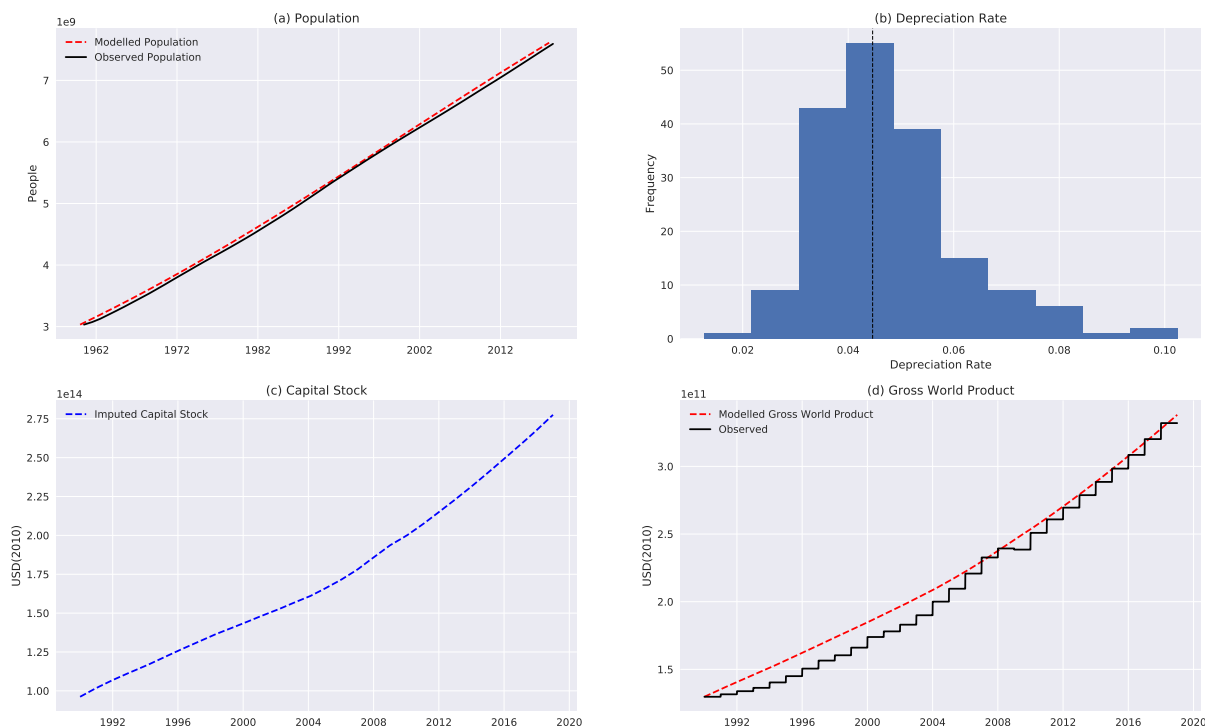 (a) Population
1e9
Modelled Population
Observed Population
7
6
5
4
3
People
1962 1972 1982 1992 2002 2012
(b) Depreciation Rate
50
40
30
20
10
0
Frequency
0.02 0.04 0.06 0.08 0.10
Depreciation Rate
(c) Capital Stock
1e14
Imputed Capital Stock
2.75
2.50
2.25
2.00
1.75
1.50
1.25
1.00
USD(2010)
1992 1996 2000 2004 2008 2012 2016 2020
(d) Gross World Product
1e11
Modelled Gross World Product
Observed
3.0
2.5
2.0
1.5
USD(2010)
1992 1996 2000 2004 2008 2012 2016 2020